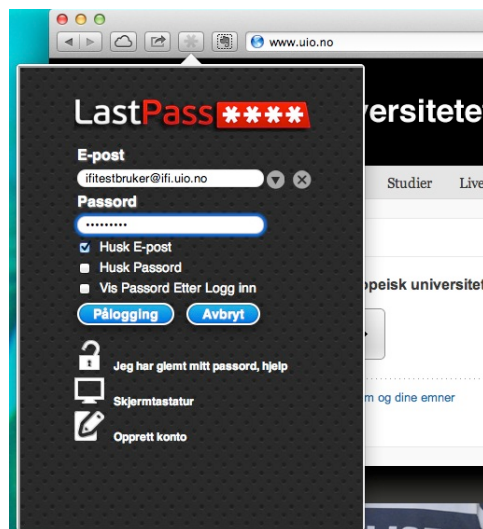 www.uio.no
LastPass ****
E-post
ifitestbruker@ifi.uio.no
Passord
•••••••••
Husk E-post
Husk Passord
Vis Passord Etter Logg inn
Pålogging Avbryt
Jeg har glemt mitt passord, hjelp
Skjermtastatur
Opprett konto
versitete
Studier Live
opeisk universitet
m og dine emner